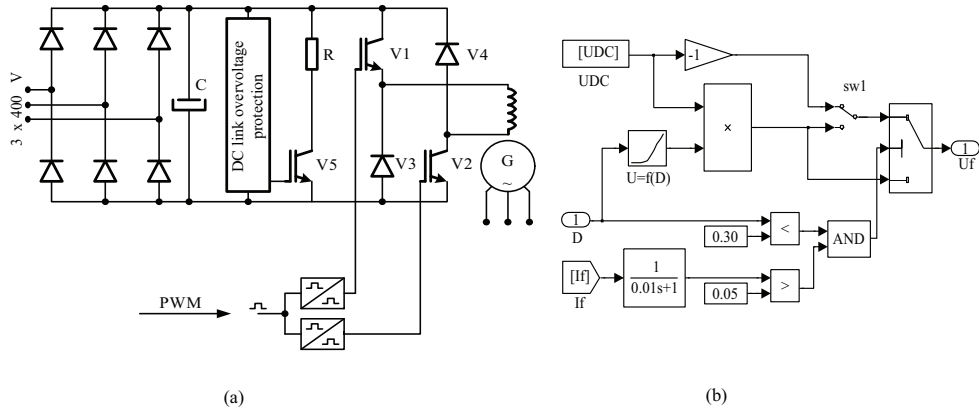 3 x 400 V
C
DC link overvoltage
protection
R
V1
V4
V5
V3
V2
G
~
PWM
(a)
[UDC]
UDC
-1
sw1
×
U=f(D)
1
Uf
1
D
0.30
<
AND
[If]
If
1
0.01s+1
0.05
>
(b)